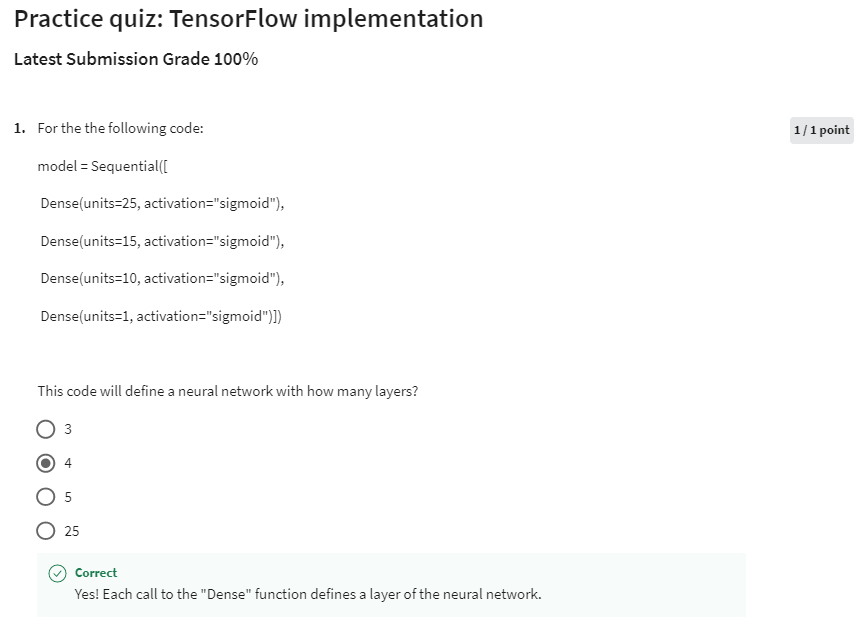 Practice quiz: TensorFlow implementation
Latest Submission Grade 100%
1. For the the following code:
1 / 1 point
model = Sequential([
Dense(units=25, activation="sigmoid"),
Dense(units=15, activation="sigmoid"),
Dense(units=10, activation="sigmoid"),
Dense(units=1, activation="sigmoid")])
This code will define a neural network with how many layers?
3
4
5
25
Correct
Yes! Each call to the "Dense" function defines a layer of the neural network.